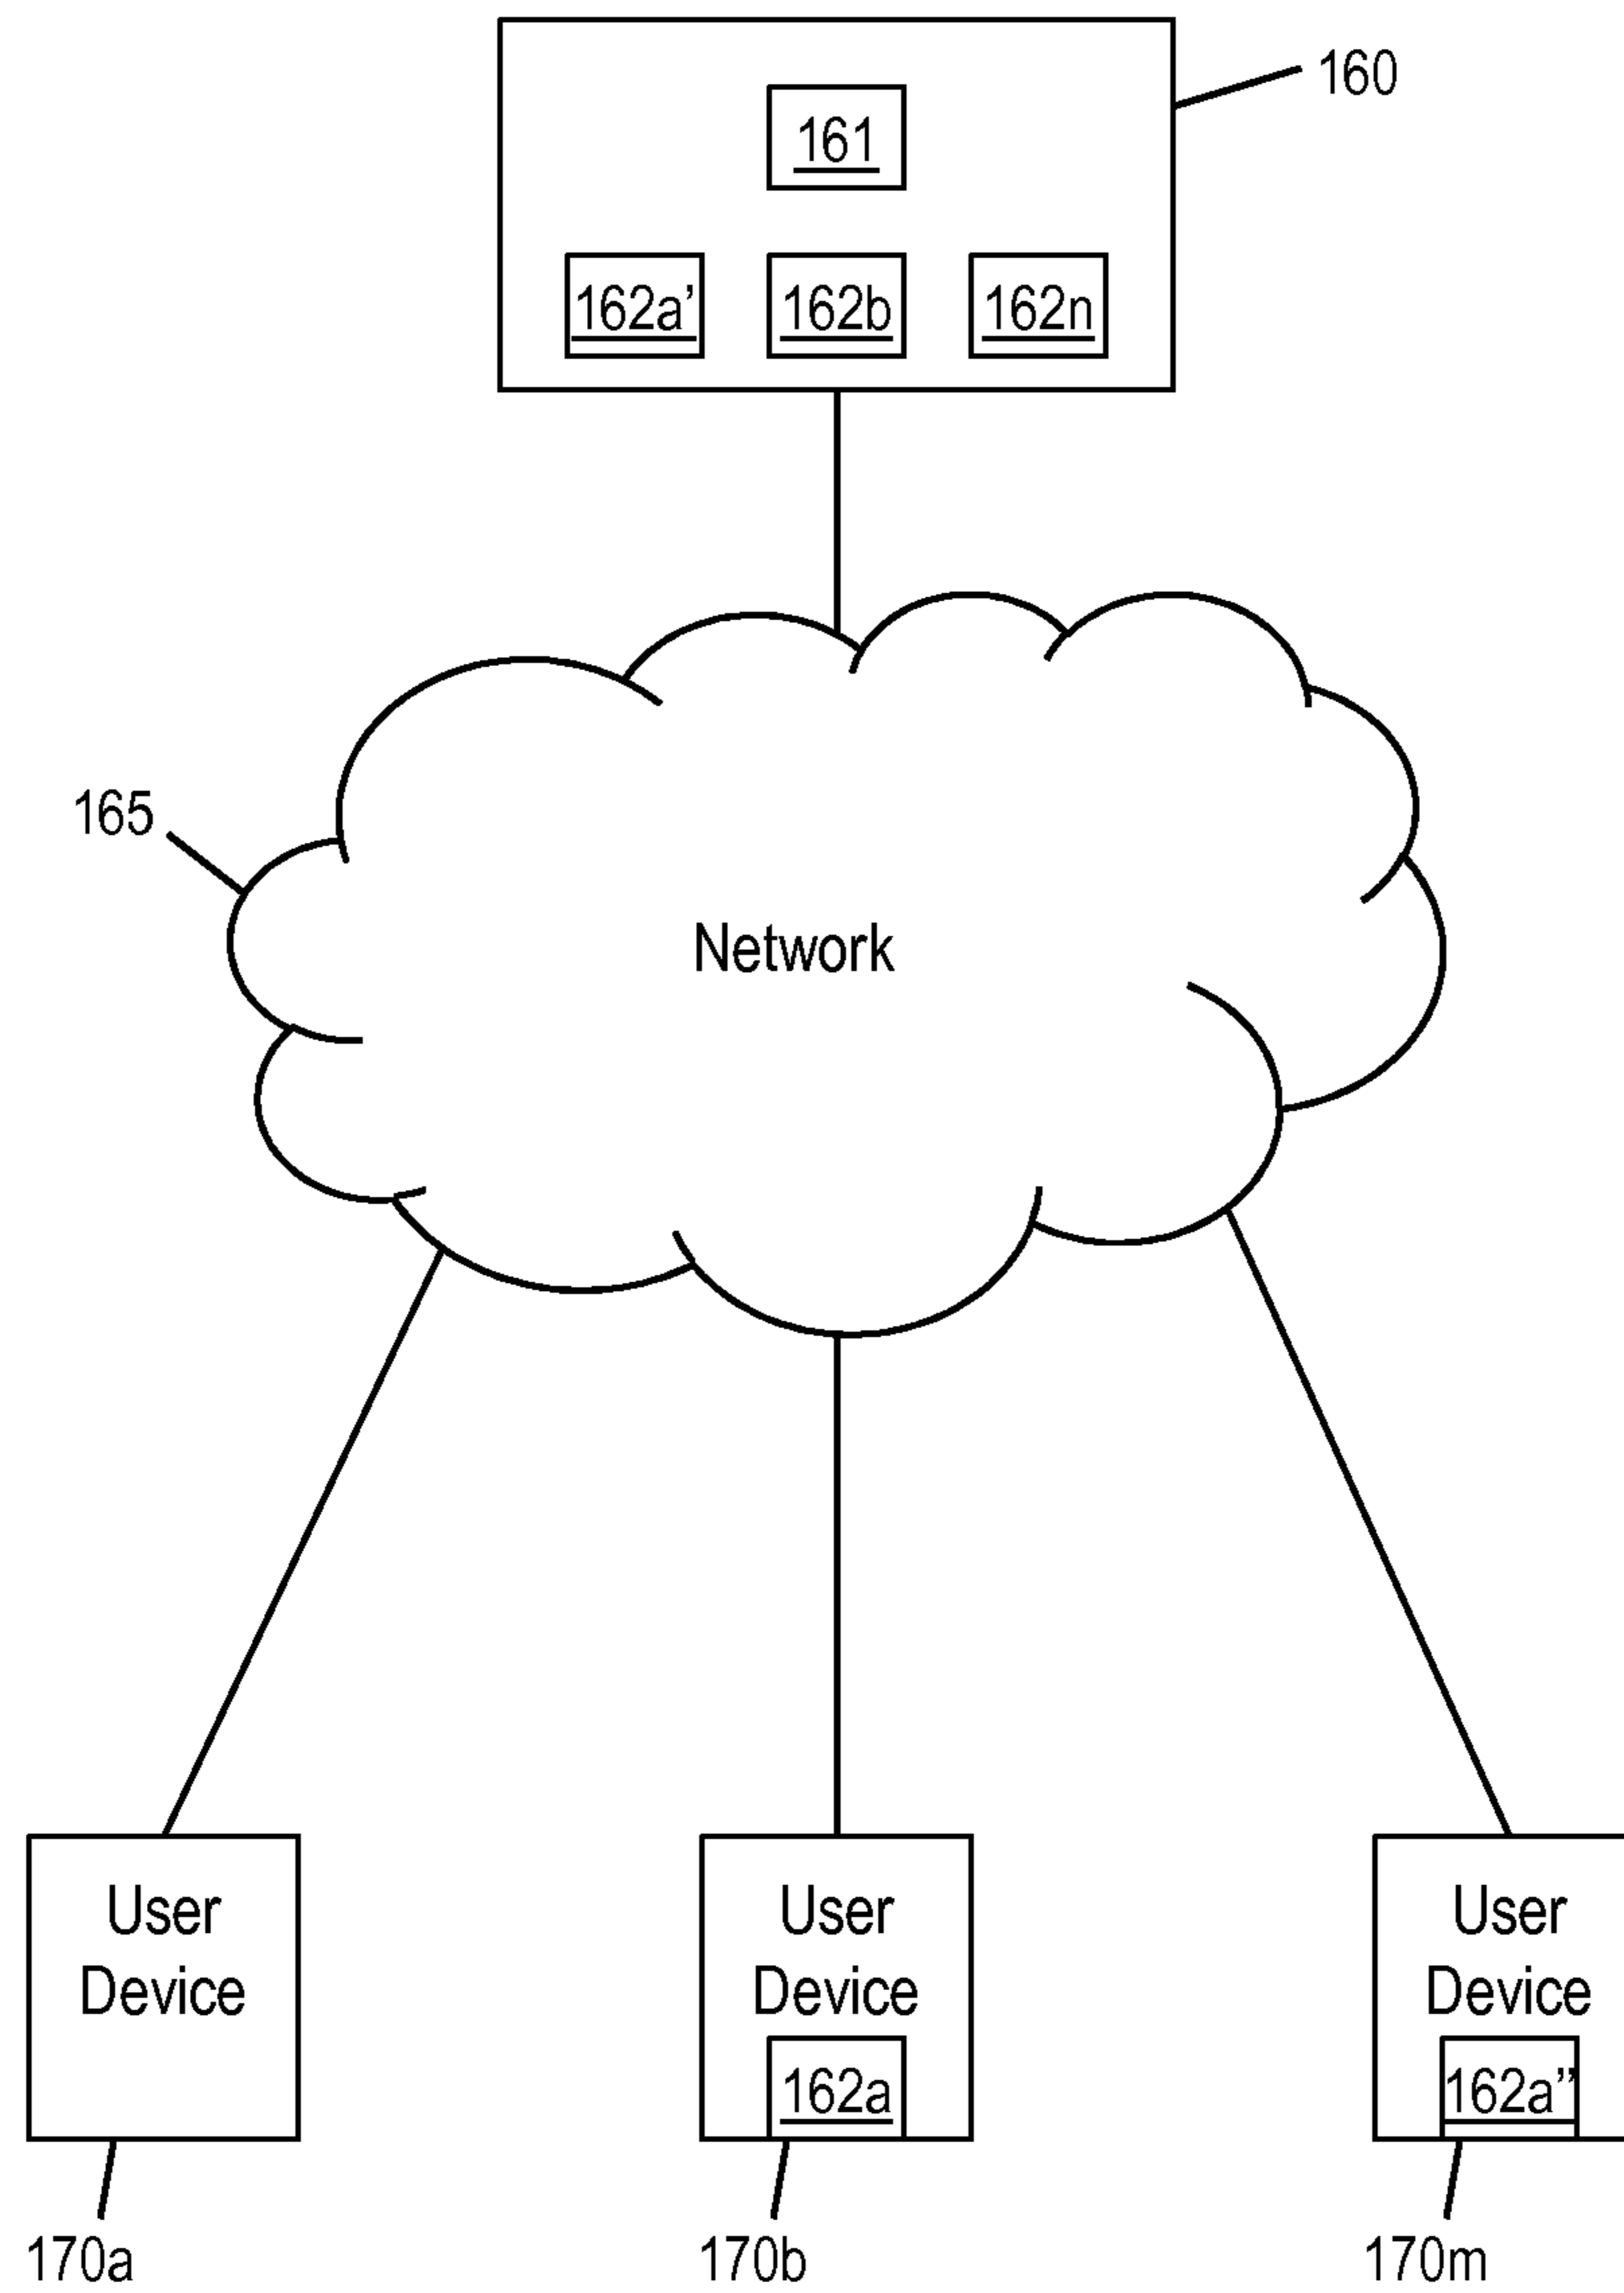 160
161
162a’
162b
162n
165
Network
User
Device
User
Device
162a
User
Device
162a”
170a
170b
170m